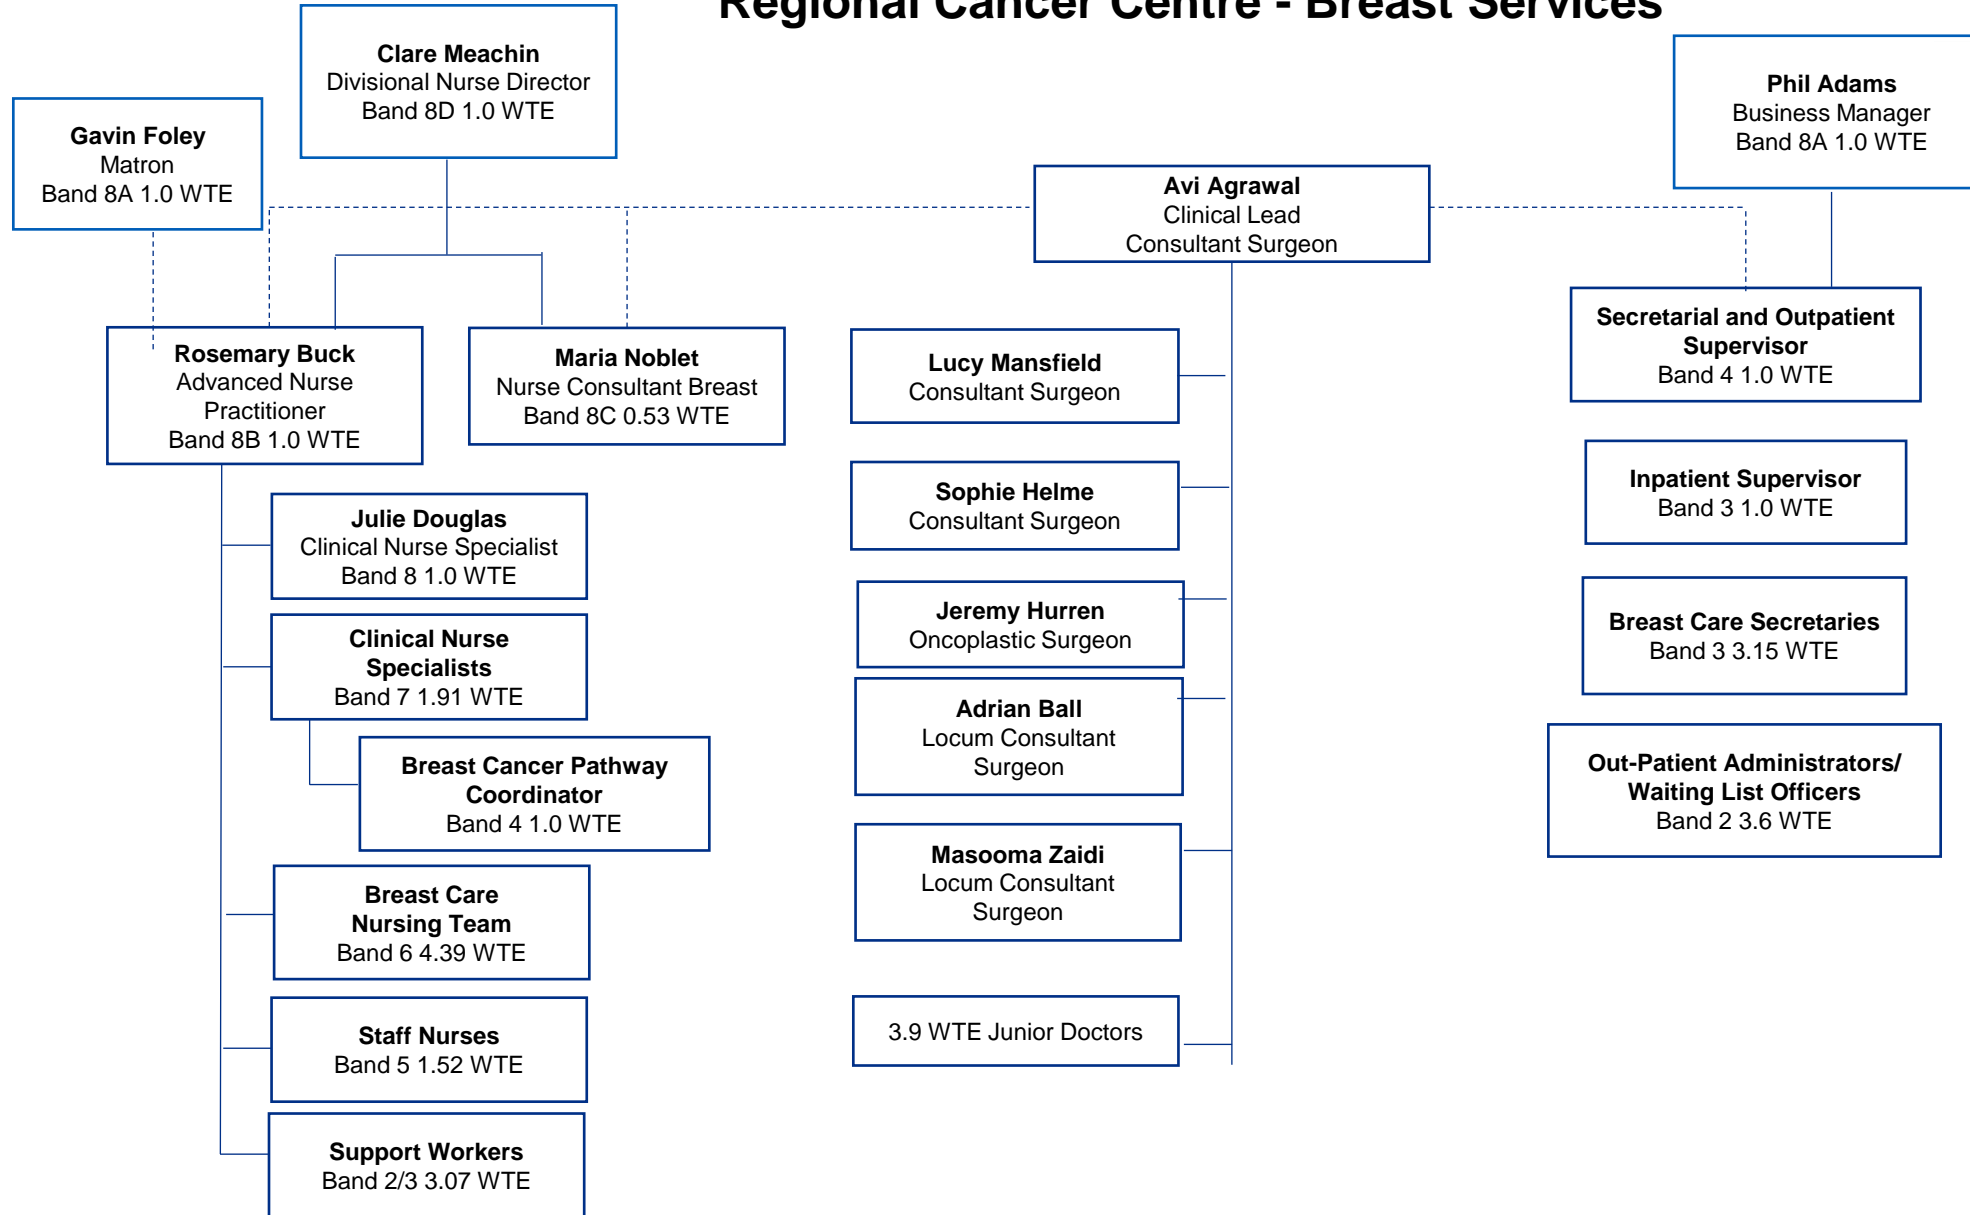 Regional Cancer Centre - Breast Services
Clare Meachin
Divisional Nurse Director
Band 8D 1.0 WTE
Phil Adams
Business Manager
Band 8A 1.0 WTE
Gavin Foley
Matron
Band 8A 1.0 WTE
Avi Agrawal
Clinical Lead
Consultant Surgeon
Rosemary Buck
Advanced Nurse
Practitioner
Band 8B 1.0 WTE
Maria Noblet
Nurse Consultant Breast
Band 8C 0.53 WTE
Julie Douglas
Clinical Nurse Specialist
Band 8 1.0 WTE
Clinical Nurse
Specialists
Band 7 1.91 WTE
Breast Cancer Pathway
Coordinator
Band 4 1.0 WTE
Breast Care
Nursing Team
Band 6 4.39 WTE
Staff Nurses
Band 5 1.52 WTE
Support Workers
Band 2/3 3.07 WTE
Lucy Mansfield
Consultant Surgeon
Sophie Helme
Consultant Surgeon
Jeremy Hurren
Oncoplastic Surgeon
Adrian Ball
Locum Consultant
Surgeon
Masooma Zaidi
Locum Consultant
Surgeon
3.9 WTE Junior Doctors
Secretarial and Outpatient
Supervisor
Band 4 1.0 WTE
Inpatient Supervisor
Band 3 1.0 WTE
Breast Care Secretaries
Band 3 3.15 WTE
Out-Patient Administrators/
Waiting List Officers
Band 2 3.6 WTE